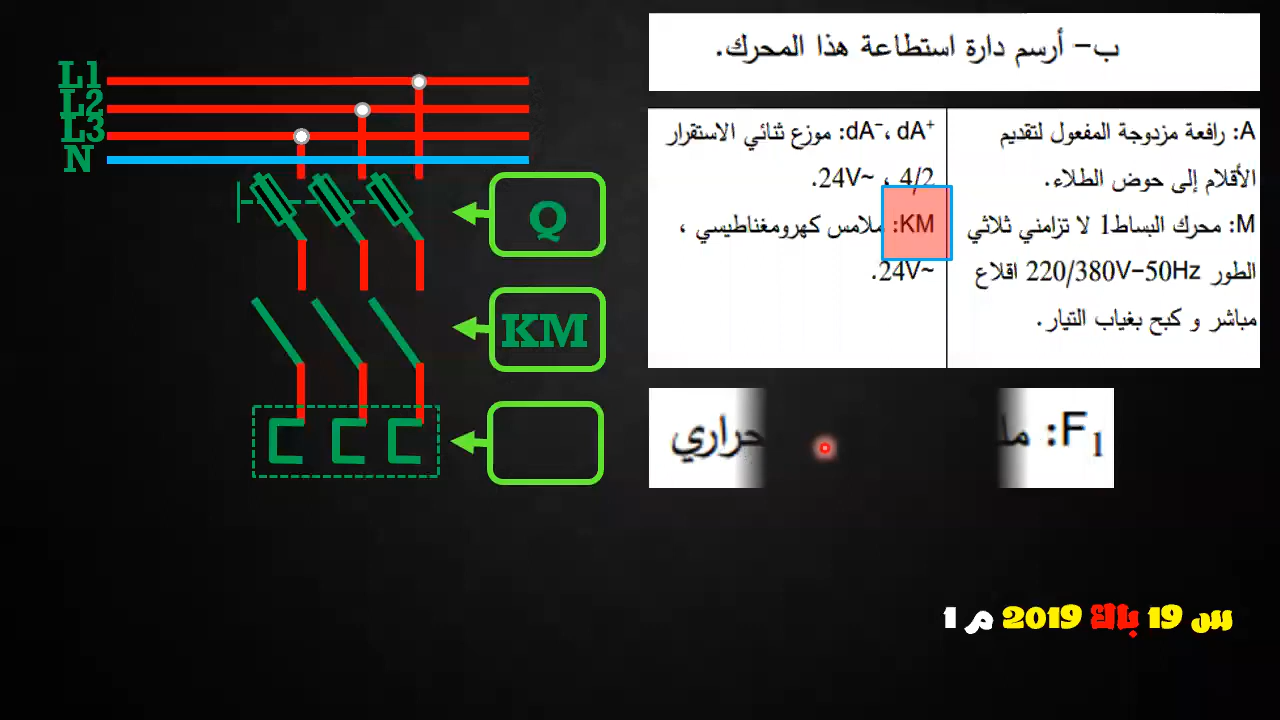 L1
L2
L3
N
Q
KM
ب- أرسم دارة استطاعة هذا المحرك.
A: رافعة مزدوجة المفعول لتقديم
الأقلام إلى حوض الطلاء.
M: محرك البساط1 لا تزامني ثلاثي
الطور 220/380V-50Hz اقلاع
مباشر و كبح بغياب التيار.
dA⁻، dA⁺: موزع ثنائي الاستقرار
4/2 ، ~24V.
KM: ملامس كهرومغناطيسي ،
~24V.
F₁: حراري
س 19 باك 2019 م 1